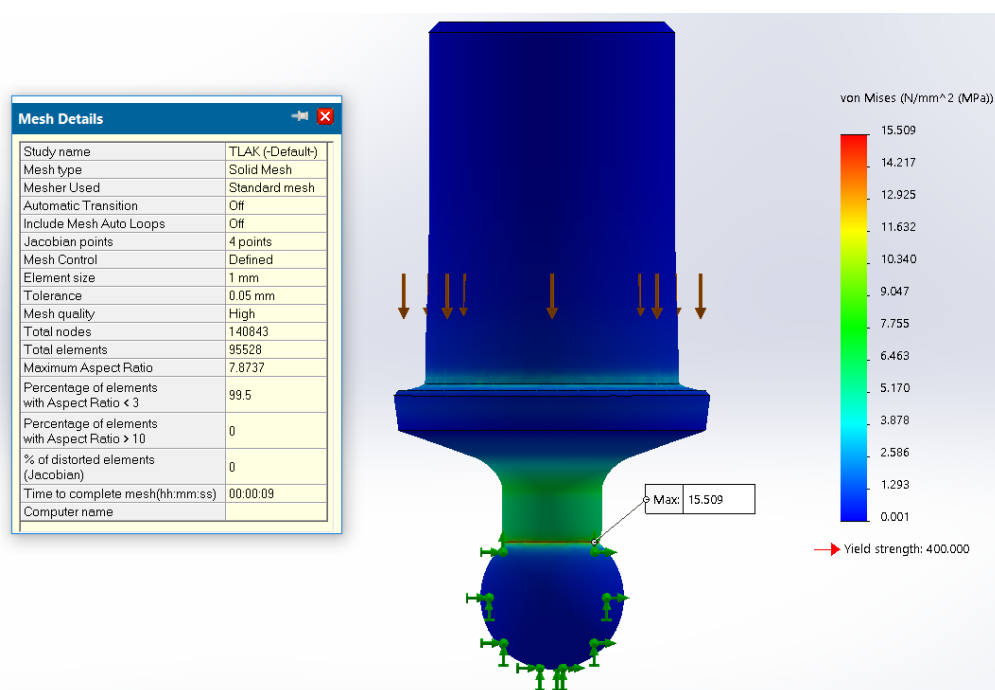 Mesh Details
Study name TLAK (-Default-)
Mesh type Solid Mesh
Mesher Used Standard mesh
Automatic Transition Off
Include Mesh Auto Loops Off
Jacobian points 4 points
Mesh Control Defined
Element size 1 mm
Tolerance 0.05 mm
Mesh quality High
Total nodes 140843
Total elements 95528
Maximum Aspect Ratio 7.8737
Percentage of elements
with Aspect Ratio < 3 99.5
Percentage of elements
with Aspect Ratio > 10 0
% of distorted elements
(Jacobian) 0
Time to complete mesh(hh:mm:ss) 00:00:09
Computer name
Max: 15.509
von Mises (N/mm^2 (MPa))
15.509
14.217
12.925
11.632
10.340
9.047
7.755
6.463
5.170
3.878
2.586
1.293
0.001
Yield strength: 400.000